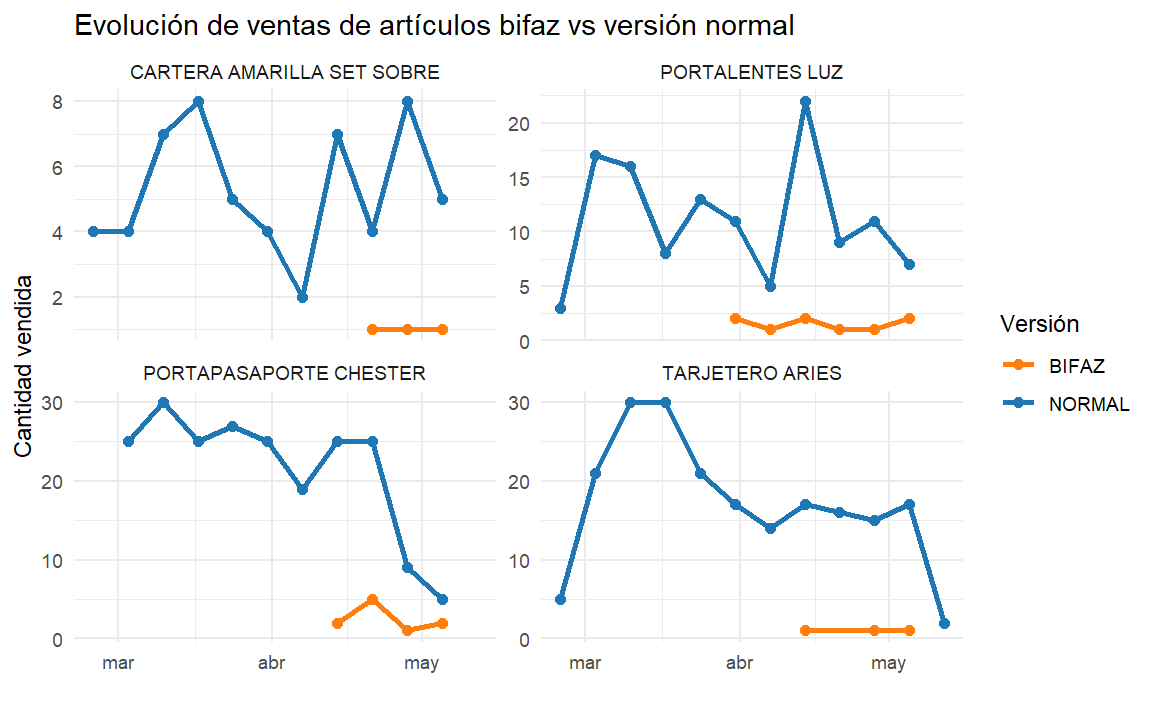 Evolución de ventas de artículos bifaz vs versión normal
CARTERA AMARILLA SET SOBRE
PORTALENTES LUZ
8
6
4
2
20
15
10
5
0
Cantidad vendida
PORTAPASAPORTE CHESTER
TARJETERO ARIES
30
20
10
0
30
20
10
0
mar
abr
may
mar
abr
may
Versión
BIFAZ
NORMAL